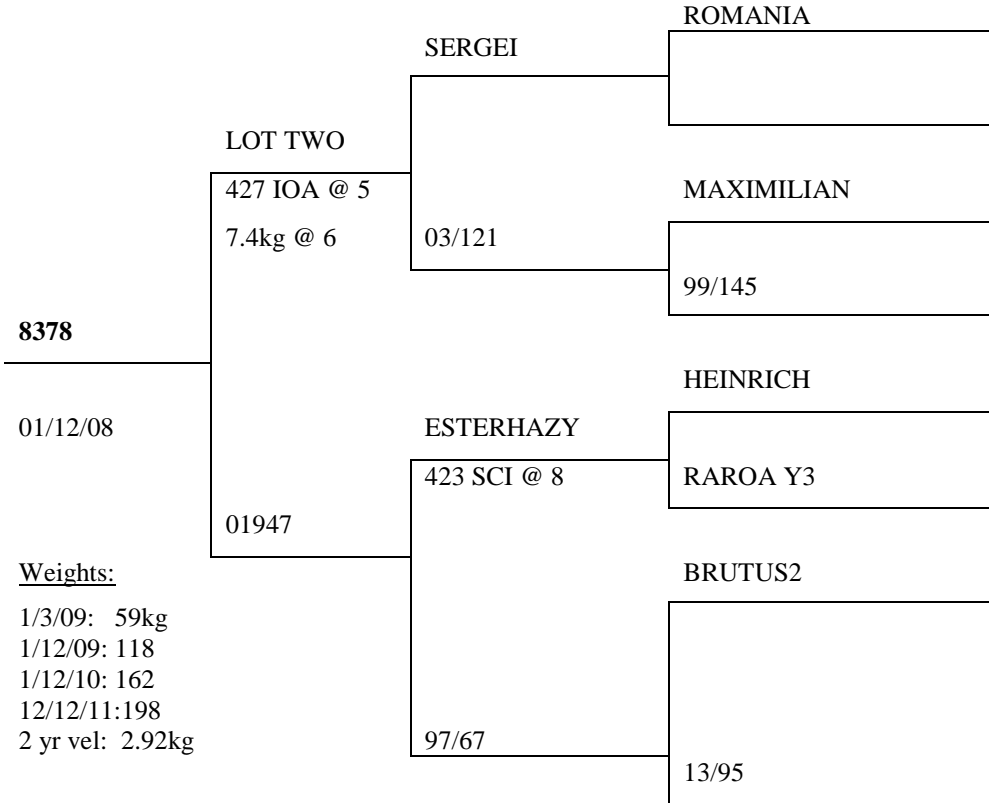 ROMANIA
SERGEI
LOT TWO
427 IOA @ 5
7.4kg @ 6
MAXIMILIAN
03/121
99/145
8378
01/12/08
HEINRICH
ESTERHAZY
423 SCI @ 8
RAROA Y3
01947
BRUTUS2
97/67
13/95
Weights:
1/3/09: 59kg
1/12/09: 118
1/12/10: 162
12/12/11:198
2 yr vel: 2.92kg